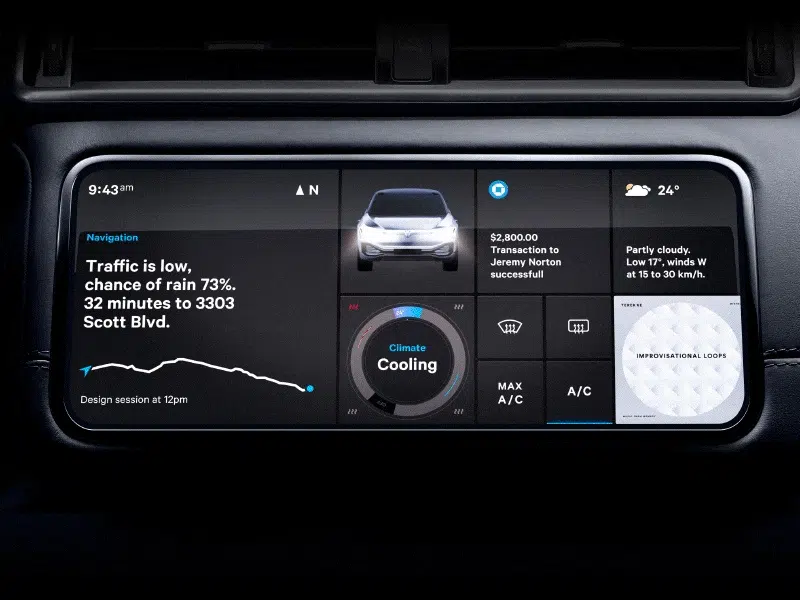 9:43am
N
Navigation
Traffic is low,
chance of rain 73%.
32 minutes to 3303
Scott Blvd.
Design session at 12pm
Climate
Cooling
$2,800.00
Transaction to
Jeremy Norton
successfull
24°
Partly cloudy.
Low 17°, winds W
at 15 to 30 km/h.
MAX
A/C
A/C
IMPROVISATIONAL LOOPS